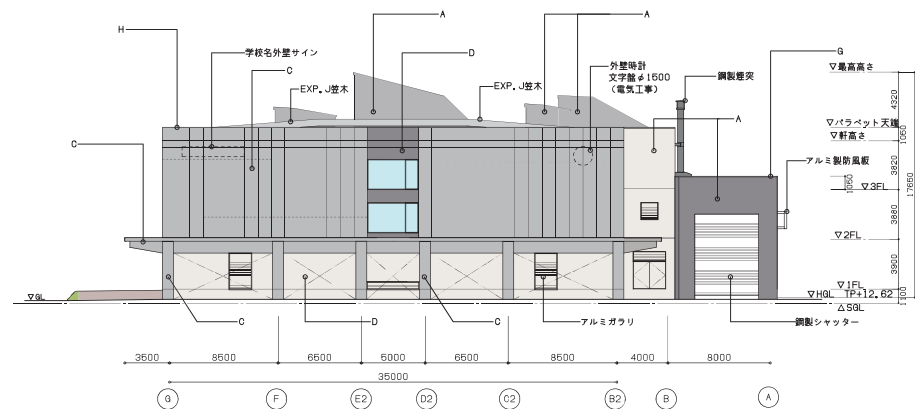 A
A
H
学校名外壁サイン
D
G
C
外壁時計
文字盤φ1500
(電気工事)
EXP.J笠木
EXP.J笠木
鋼製煙突
▽最高高さ
4320
A
▽パラペット天端
1050
▽軒高さ
C
3820
アルミ製防風板
1050
▽3FL
17650
3880
▽2FL
3900
▽GL
▽1FL
▽HGL TP+12.62
1100
△SGL
C
D
C
アルミガラリ
鋼製シャッター
3500
8500
6500
5000
6500
8500
4000
8000
35000
G
F
E2
D2
C2
B2
B
A